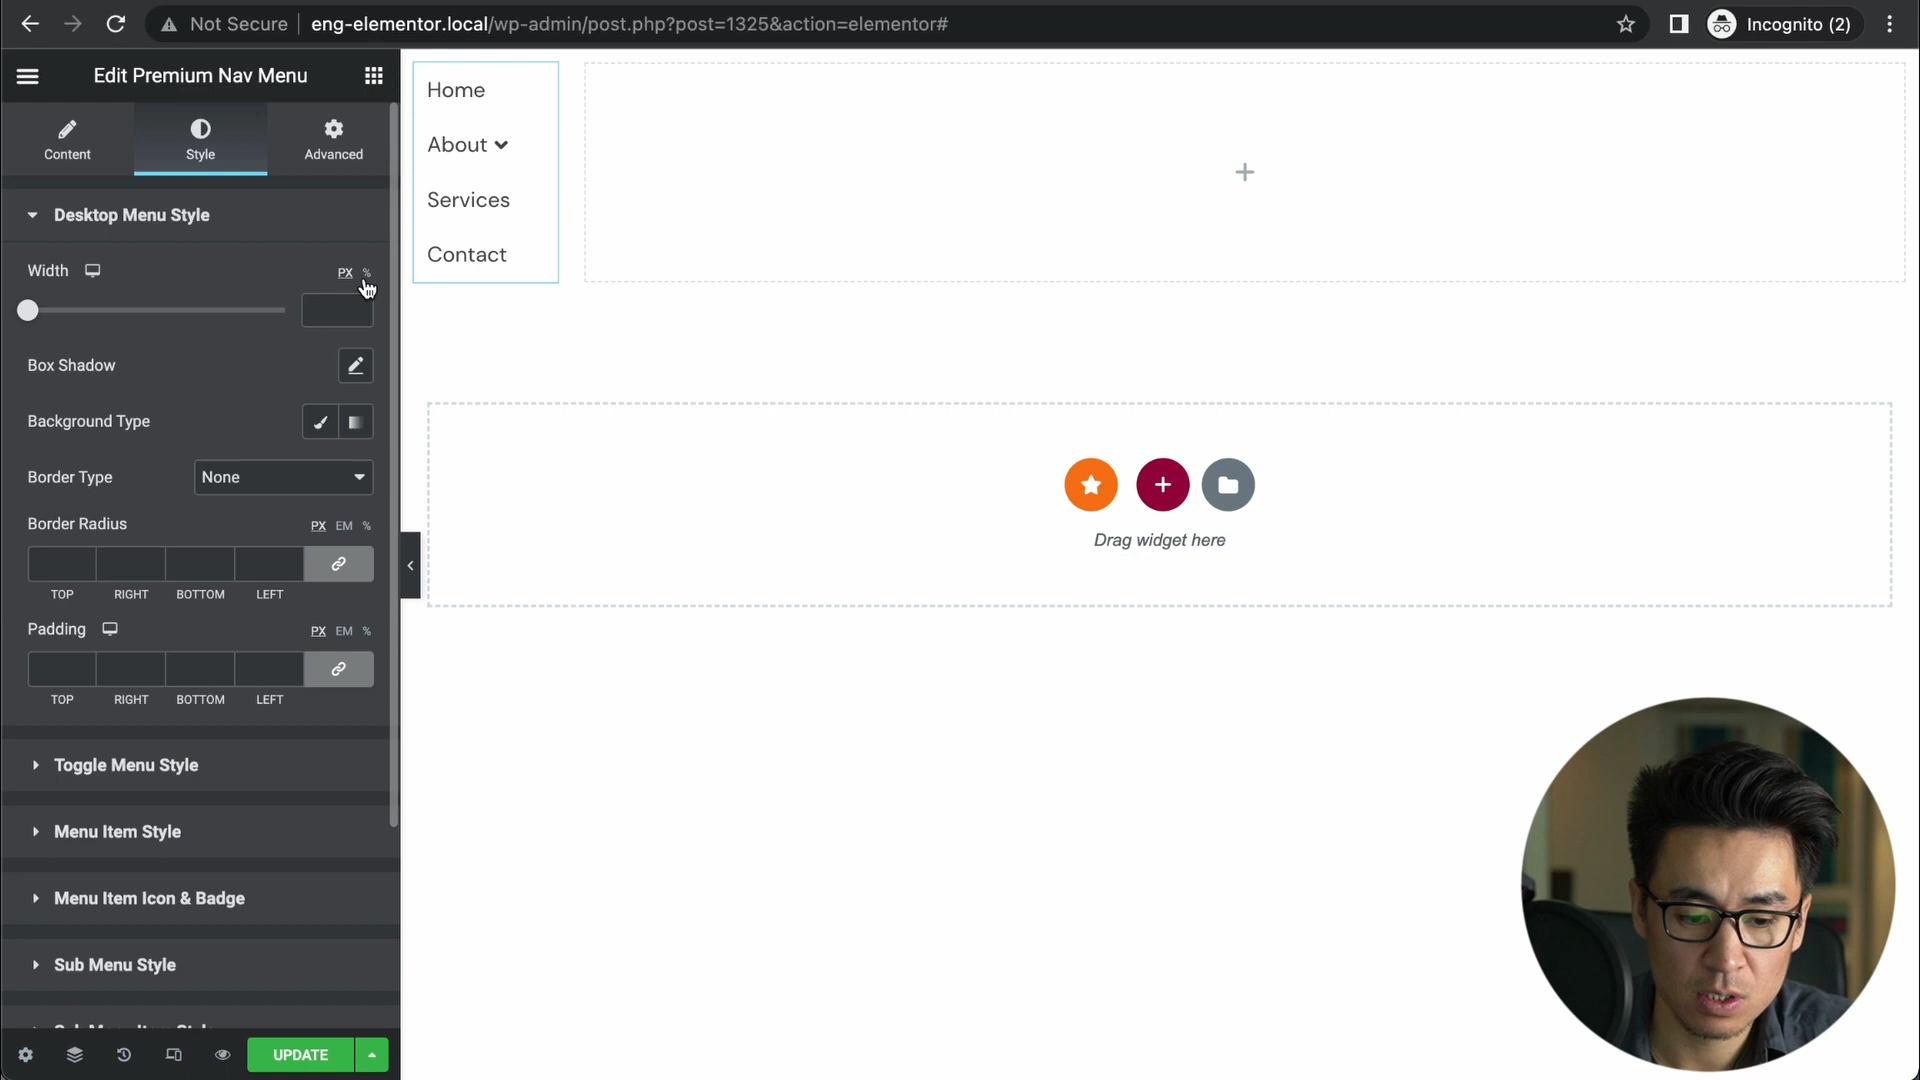 Not Secure
eng-elementor.local/wp-admin/post.php?post=1325&action=elementor#
Incognito (2)
Edit Premium Nav Menu
Content
Style
Advanced
Desktop Menu Style
Width
PX %
Box Shadow
Background Type
Border Type
None
Border Radius
PX EM %
TOP RIGHT BOTTOM LEFT
Padding
PX EM %
TOP RIGHT BOTTOM LEFT
Toggle Menu Style
Menu Item Style
Menu Item Icon & Badge
Sub Menu Style
UPDATE
Home
About
Services
Contact
Drag widget here